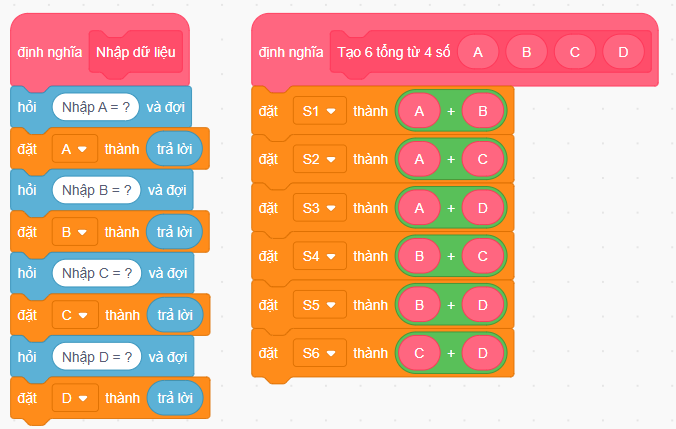 định nghĩa Nhập dữ liệu
hỏi Nhập A = ? và đợi
đặt A thành trả lời
hỏi Nhập B = ? và đợi
đặt B thành trả lời
hỏi Nhập C = ? và đợi
đặt C thành trả lời
hỏi Nhập D = ? và đợi
đặt D thành trả lời
định nghĩa Tạo 6 tổng từ 4 số A B C D
đặt S1 thành A + B
đặt S2 thành A + C
đặt S3 thành A + D
đặt S4 thành B + C
đặt S5 thành B + D
đặt S6 thành C + D